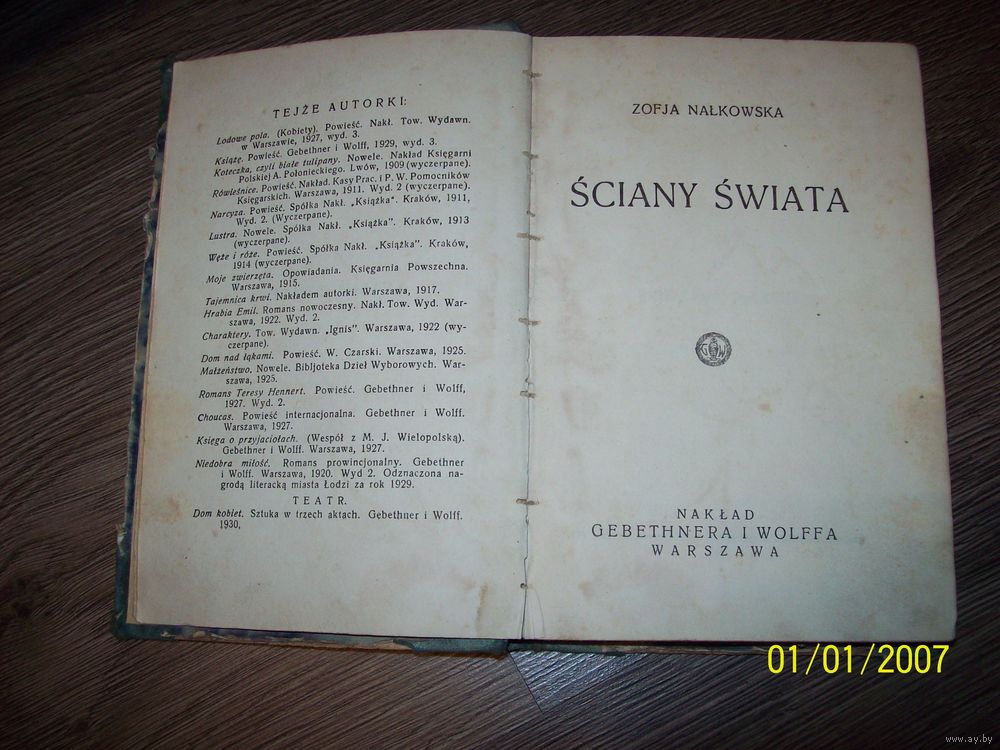 TEJŻE AUTORKI:
Lodowe pola. (Kobiety). Powieść. Nakł. Tow. Wydawn.
w Warszawie, 1927, wyd. 3.
Książę. Powieść. Gebethner i Wolff, 1929, wyd. 3.
Koteczka, czyli białe tulipany. Nowele. Nakład Księgarni
Polskiej A. Połonieckiego. Lwów, 1909 (wyczerpane).
Rówieśnice. Powieść. Nakład. Kasy Prac. i P. W. Pomocników
Księgarskich. Warszawa, 1911. Wyd. 2 (wyczerpane).
Narcyza. Powieść. Spółka Nakł. „Książka". Kraków, 1911,
Wyd. 2. (Wyczerpane).
Lustra. Nowele. Spółka Nakł. „Książka". Kraków, 1913
(wyczerpane).
Węże i róże. Powieść. Spółka Nakł. „Książka". Kraków,
1914 (wyczerpane).
Moje zwierzęta. Opowiadania. Księgarnia Powszechna.
Warszawa, 1915.
Tajemnica krwi. Nakładem autorki. Warszawa, 1917.
Hrabia Emil. Romans nowoczesny. Nakł. Tow. Wyd. War-
szawa, 1922. Wyd. 2.
Charaktery. Tow. Wydawn. „Ignis". Warszawa, 1922 (wy-
czerpane).
Dom nad łąkami. Powieść. W. Czarski. Warszawa, 1925.
Małżeństwo. Nowele. Bibljoteka Dzieł Wyborowych. War-
szawa, 1925.
Romans Teresy Hennert. Powieść. Gebethner i Wolff,
1927. Wyd. 2.
Choucas. Powieść internacjonalna. Gebethner i Wolff.
Warszawa, 1927.
Księga o przyjaciołach. (Wespół z M. J. Wielopolską).
Gebethner i Wolff. Warszawa, 1927.
Niedobra miłość. Romans prowincjonalny. Gebethner
i Wolff. Warszawa, 1920. Wyd 2. Odznaczona na-
grodą literacką miasta Łodzi za rok 1929.
TEATR.
Dom kobiet. Sztuka w trzech aktach. Gebethner i Wolff.
1930,
ZOFJA NAŁKOWSKA
ŚCIANY ŚWIATA
G W
NAKŁAD
GEBETHNERA I WOLFFA
WARSZAWA
01/01/2007
www.ay.by